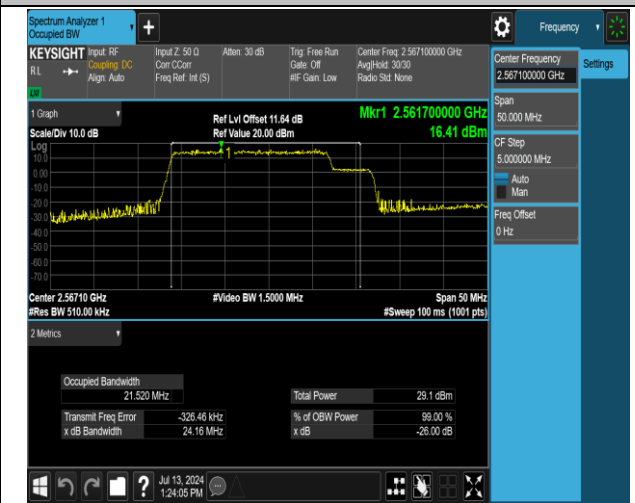 Spectrum Analyzer 1
Occupied BW
+
Frequency
KEYSIGHT
RL
Input: RF
Coupling: DC
Align: Auto
Input Z: 50 Ω
Corr CCorr
Freq Ref: Int (S)
Atten: 30 dB
Trig: Free Run
Gate: Off
#IF Gain: Low
Center Freq: 2.567100000 GHz
Avg|Hold: 30/30
Radio Std: None
LXI
Center Frequency
2.567100000 GHz
Settings
Span
50.000 MHz
CF Step
5.000000 MHz
Auto
Man
Freq Offset
0 Hz
1 Graph
Scale/Div 10.0 dB
Ref Lvl Offset 11.64 dB
Ref Value 20.00 dBm
Mkr1 2.561700000 GHz
16.41 dBm
Log
10.0
0.00
-10.0
-20.0
-30.0
-40.0
-50.0
-60.0
-70.0
1
Center 2.56710 GHz
#Video BW 1.5000 MHz
Span 50 MHz
#Res BW 510.00 kHz
#Sweep 100 ms (1001 pts)
2 Metrics
Occupied Bandwidth
21.520 MHz
Total Power 29.1 dBm
Transmit Freq Error -326.46 kHz
% of OBW Power 99.00 %
x dB Bandwidth 24.16 MHz
x dB -26.00 dB
?
Jul 13, 2024
1:24:05 PM